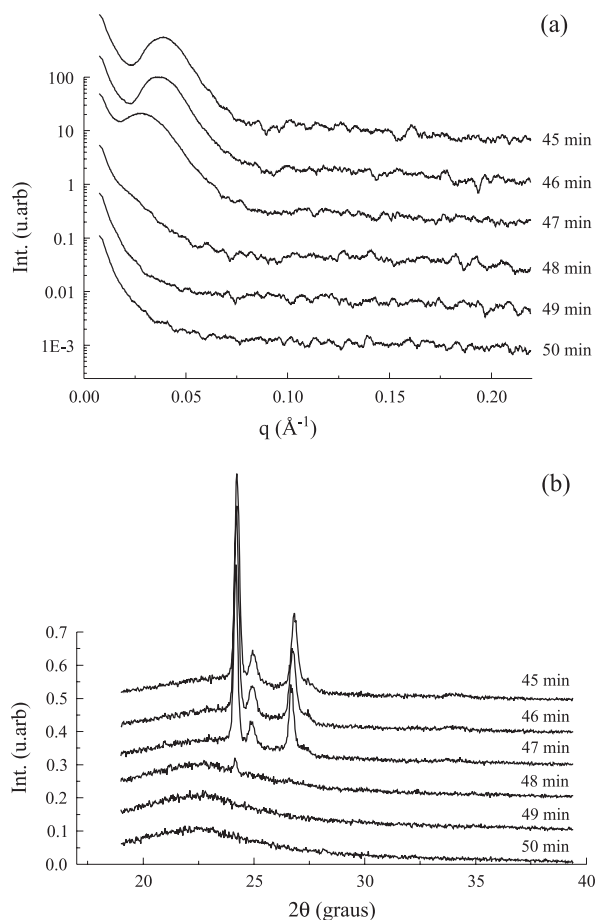 (a)
100
10
1
0.1
0.01
1E-3
Int. (u.arb)
45 min
46 min
47 min
48 min
49 min
50 min
0.00 0.05 0.10 0.15 0.20
q (Å⁻¹)
(b)
0.7
0.6
0.5
0.4
0.3
0.2
0.1
0.0
Int. (u.arb)
45 min
46 min
47 min
48 min
49 min
50 min
20 25 30 35 40
2θ (graus)